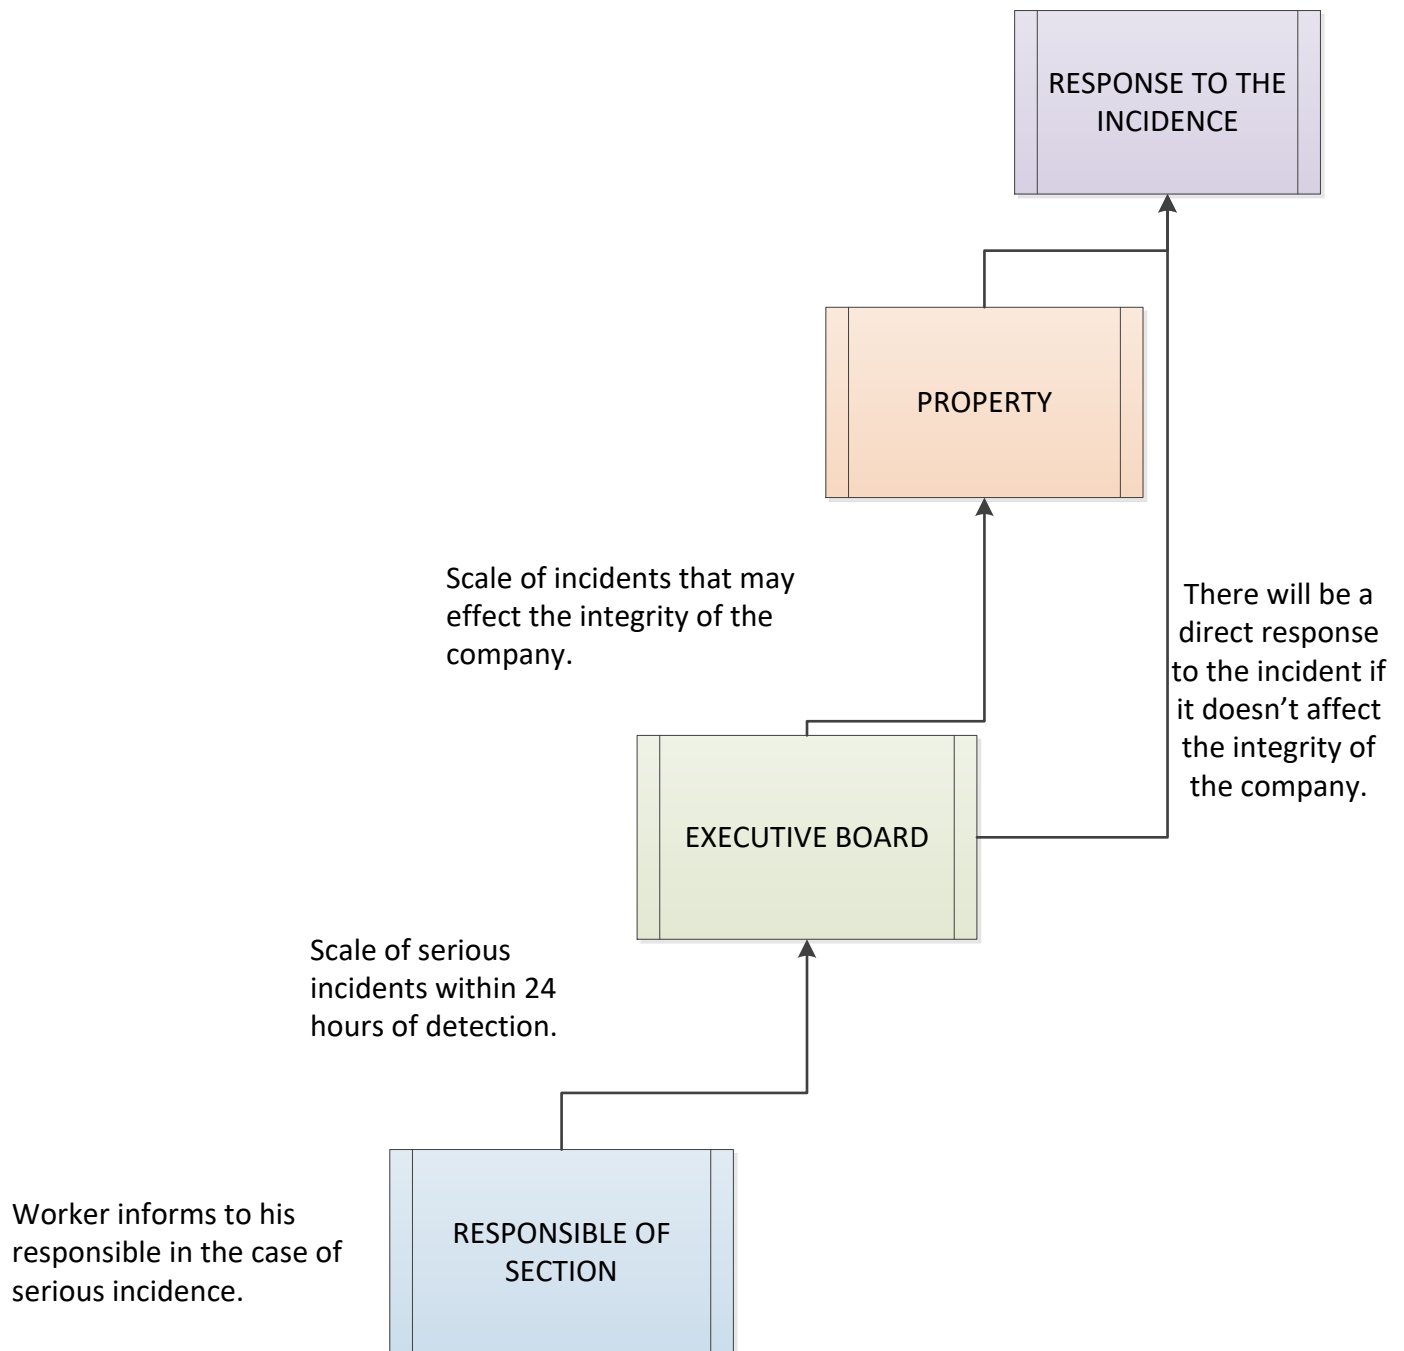 RESPONSE TO THE
INCIDENCE
PROPERTY
Scale of incidents that may
effect the integrity of the
company.
There will be a
direct response
to the incident if
it doesn’t affect
the integrity of
the company.
EXECUTIVE BOARD
Scale of serious
incidents within 24
hours of detection.
Worker informs to his
responsible in the case of
serious incidence.
RESPONSIBLE OF
SECTION